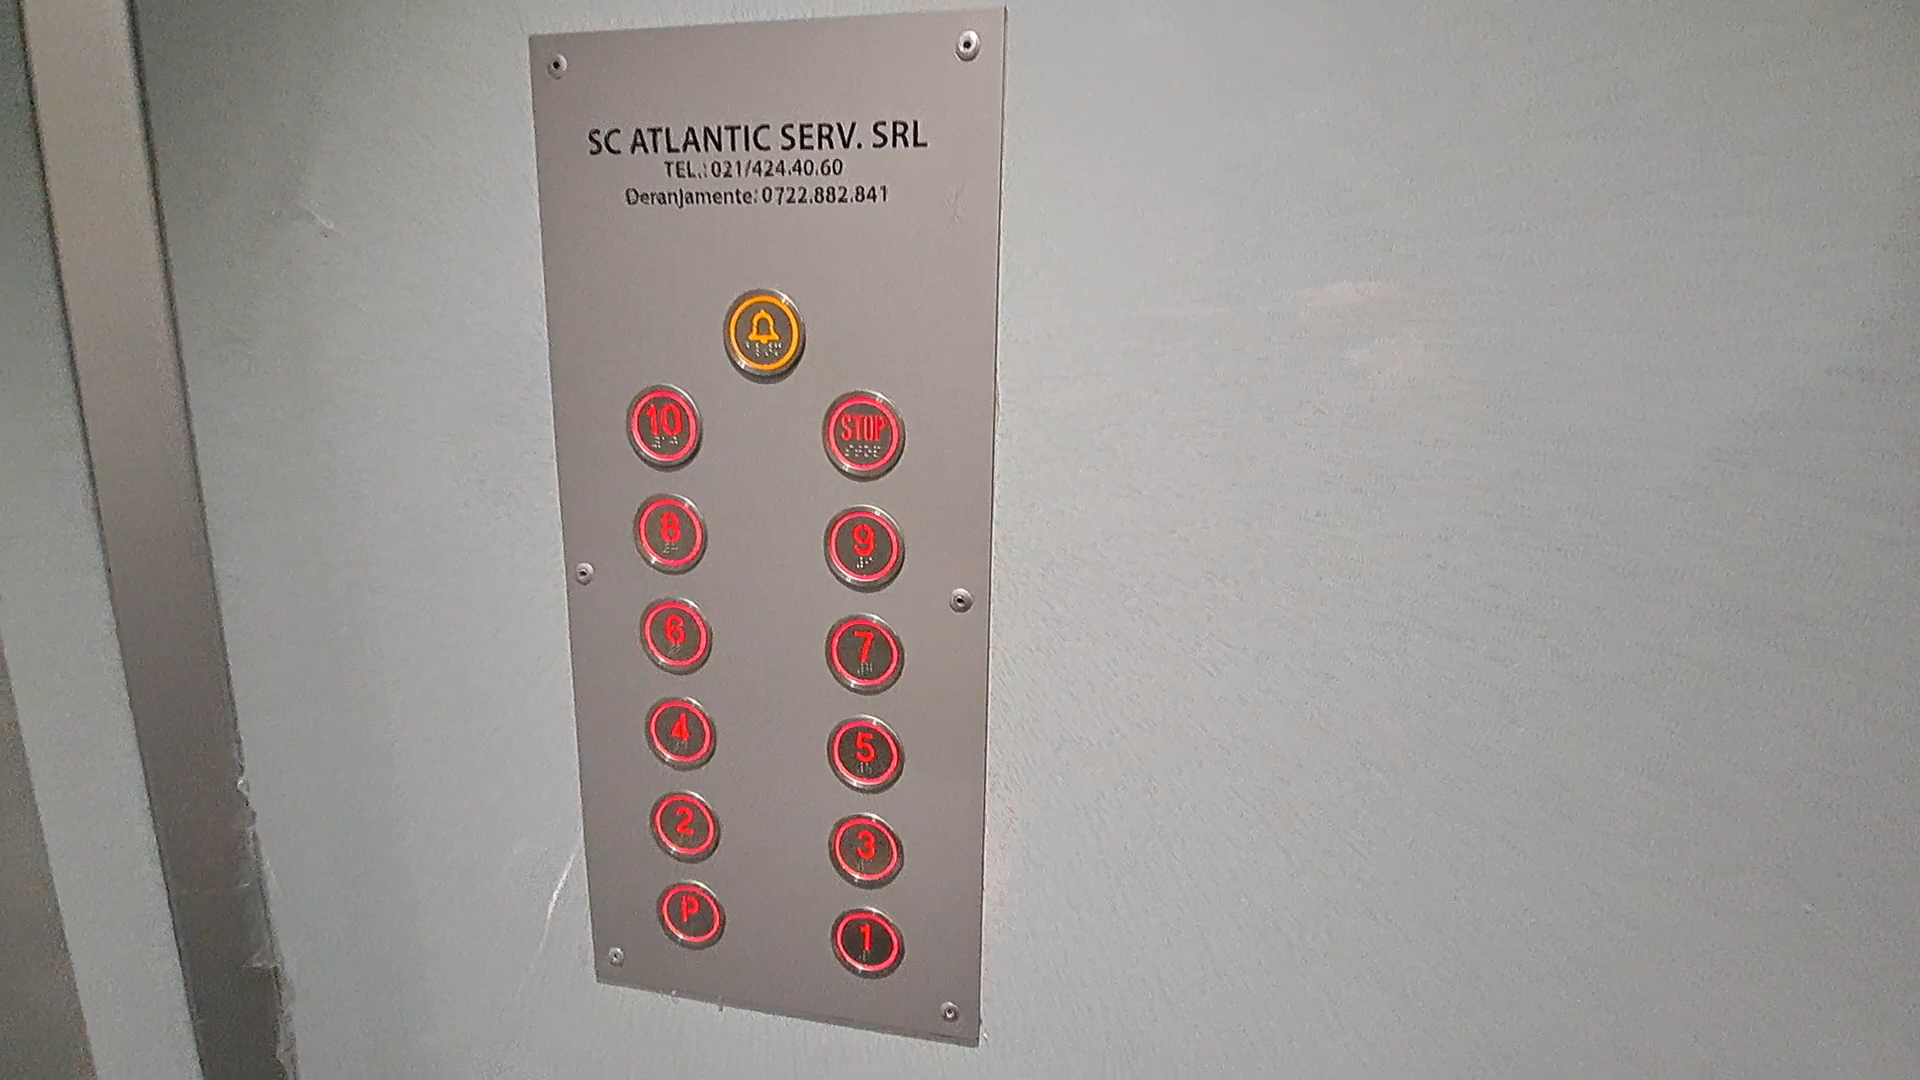 SC ATLANTIC SERV. SRL
TEL.:021/424.40.60
Deranjamente:0722.882.841
10 STOP
8 9
6 7
4 5
2 3
P 1